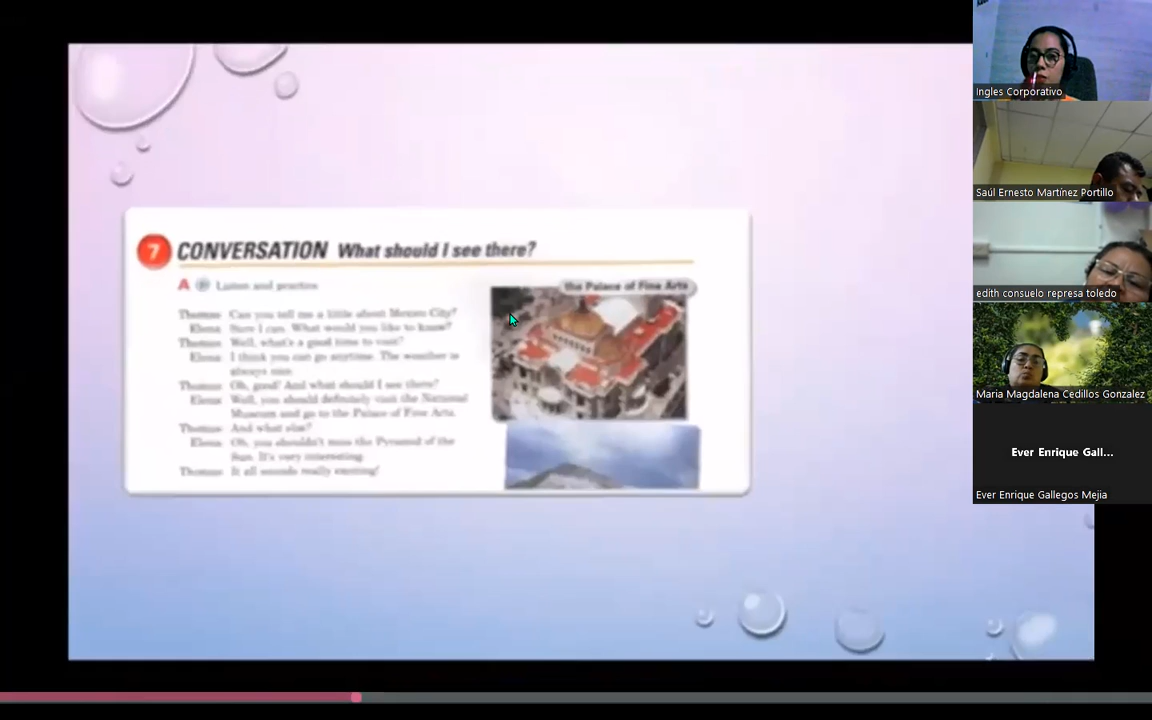 7 CONVERSATION What should I see there?
A Listen and practice
the Palace of Fine Arts
Thomas: Can you tell me a little about Mexico City?
Elena: Sure I can. What would you like to know?
Thomas: Well, what's a good time to visit?
Elena: I think you can go anytime. The weather is
always nice.
Thomas: Oh, good! And what should I see there?
Elena: Well, you should definitely visit the National
Museum and go to the Palace of Fine Arts.
Thomas: And what else?
Elena: Oh, you shouldn't miss the Pyramid of the
Sun. It's very interesting.
Thomas: It all sounds really exciting!
Ingles Corporativo
Saúl Ernesto Martínez Portillo
edith consuelo represa toledo
Maria Magdalena Cedillos Gonzalez
Ever Enrique Gall...
Ever Enrique Gallegos Mejia